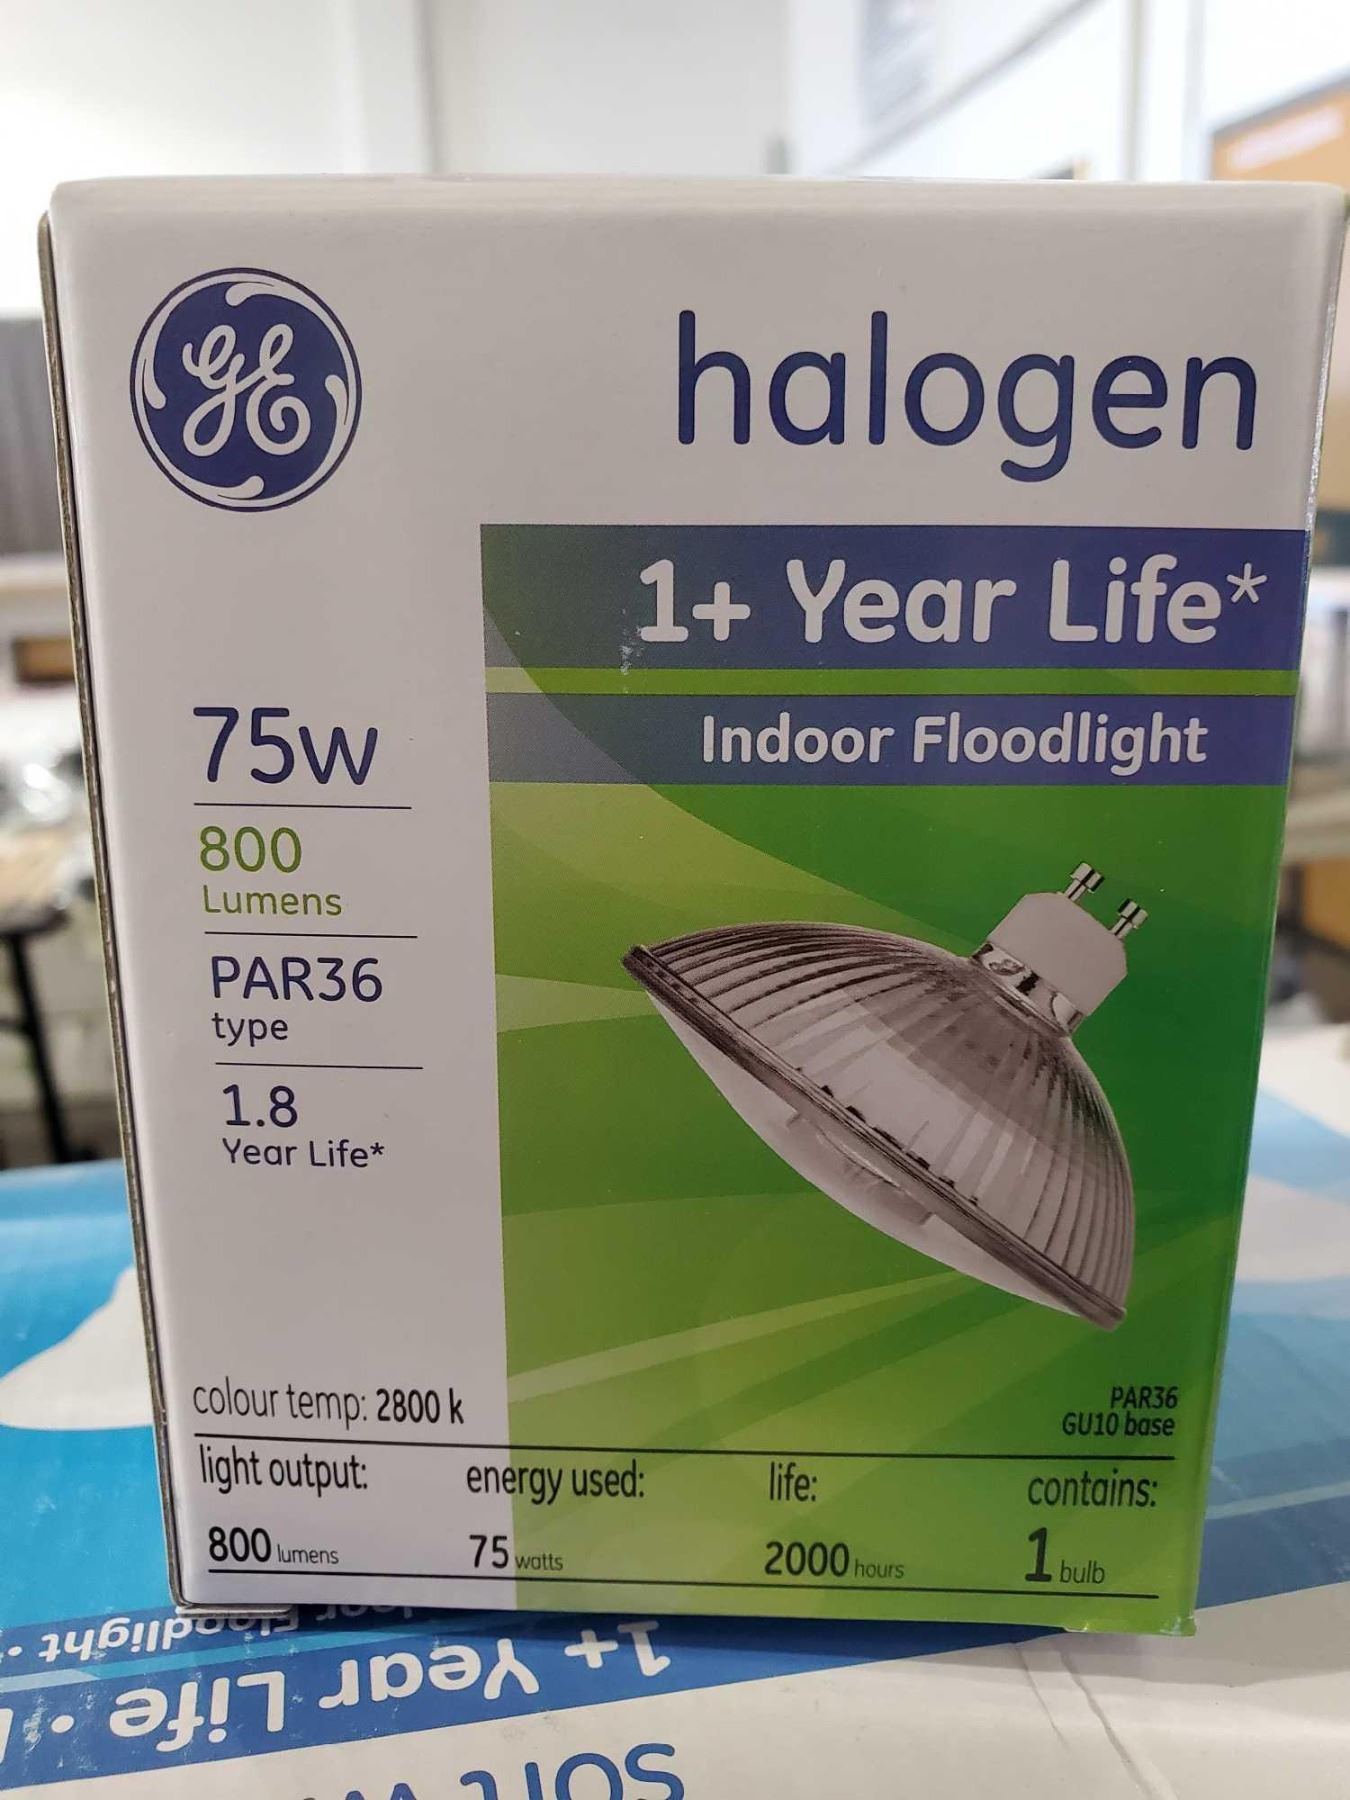 GE
halogen
1+ Year Life*
Indoor Floodlight
75w
800
Lumens
PAR36
type
1.8
Year Life*
colour temp: 2800 k
PAR36
GU10 base
light output: energy used: life: contains:
800 lumens 75 watts 2000 hours 1 bulb
Floodlight
1+ Year Life